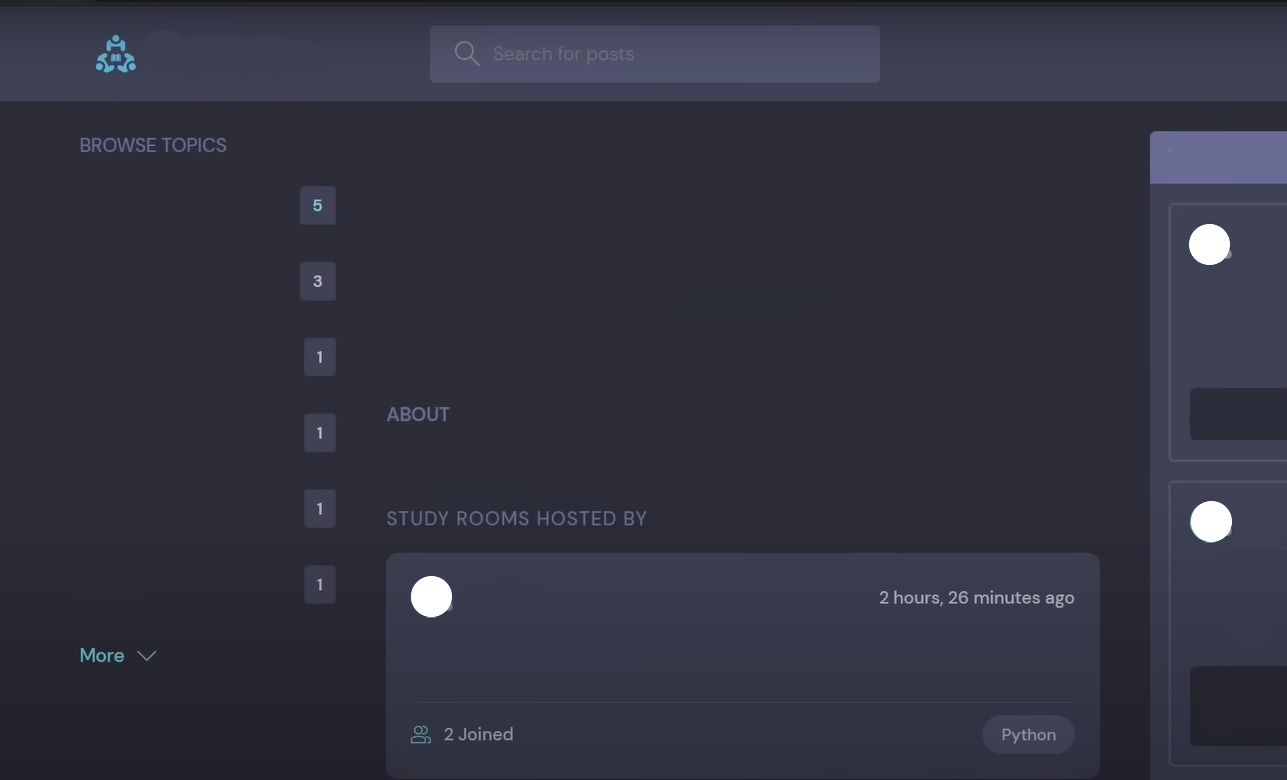 Search for posts
BROWSE TOPICS
5
3
1
1
1
1
More
ABOUT
STUDY ROOMS HOSTED BY
2 hours, 26 minutes ago
2 Joined
Python